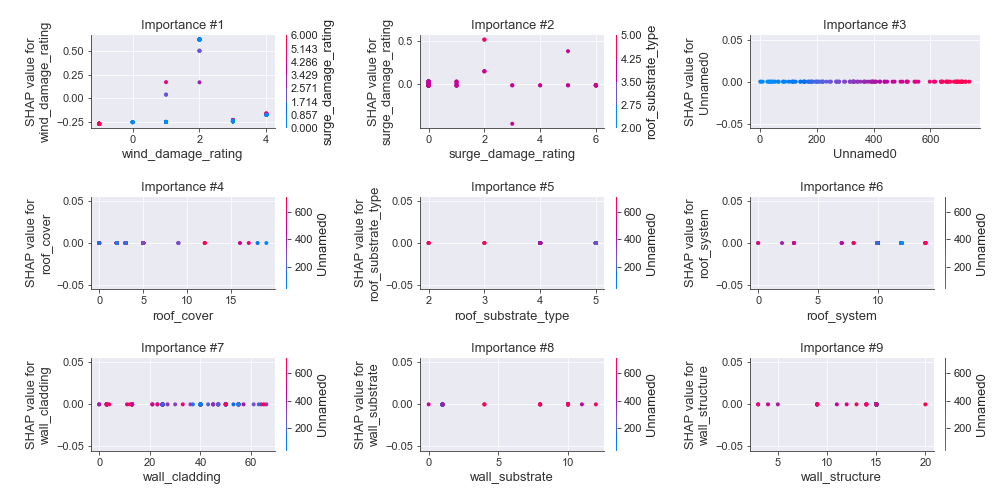 Importance #1
SHAP value for
wind_damage_rating
0.50
0.25
0.00
−0.25
0
2
4
wind_damage_rating
6.000
5.143
4.286
3.429
2.571
1.714
0.857
0.000
surge_damage_rating
Importance #2
SHAP value for
surge_damage_rating
0.5
0.0
0
2
4
6
surge_damage_rating
5.00
4.25
3.50
2.75
2.00
roof_substrate_type
Importance #3
SHAP value for
Unnamed0
0.05
0.00
−0.05
0
200
400
600
Unnamed0
Importance #4
SHAP value for
roof_cover
0.05
0.00
−0.05
0
5
10
15
roof_cover
600
400
200
Unnamed0
Importance #5
SHAP value for
roof_substrate_type
0.05
0.00
−0.05
2
3
4
5
roof_substrate_type
600
400
200
Unnamed0
Importance #6
SHAP value for
roof_system
0.05
0.00
−0.05
0
5
10
roof_system
600
400
200
Unnamed0
Importance #7
SHAP value for
wall_cladding
0.05
0.00
−0.05
0
20
40
60
wall_cladding
600
400
200
Unnamed0
Importance #8
SHAP value for
wall_substrate
0.05
0.00
−0.05
0
5
10
wall_substrate
600
400
200
Unnamed0
Importance #9
SHAP value for
wall_structure
0.05
0.00
−0.05
5
10
15
20
wall_structure
600
400
200
Unnamed0